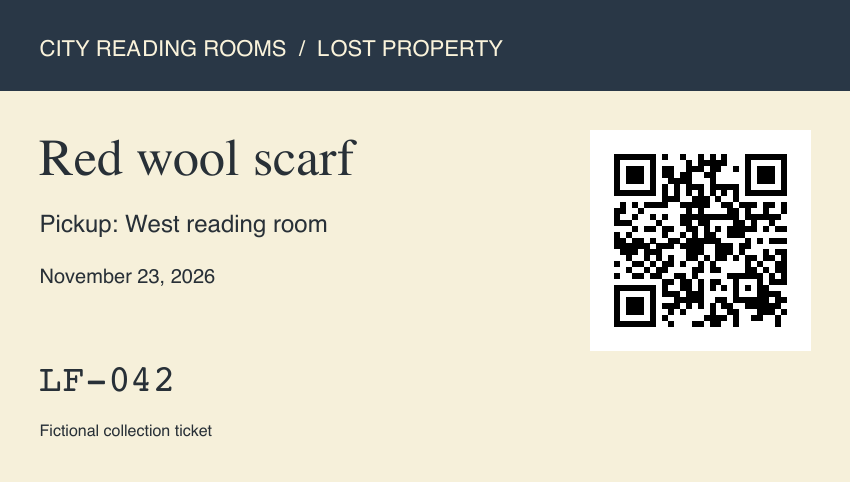 CITY READING ROOMS / LOST PROPERTY
Red wool scarf
Pickup: West reading room
November 23, 2026
LF-042
Fictional collection ticket